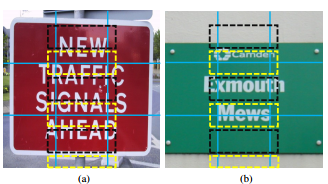 NEW
TRAFFIC
SIGNALS
AHEAD
Camden
Exmouth
Mews
(a)
(b)